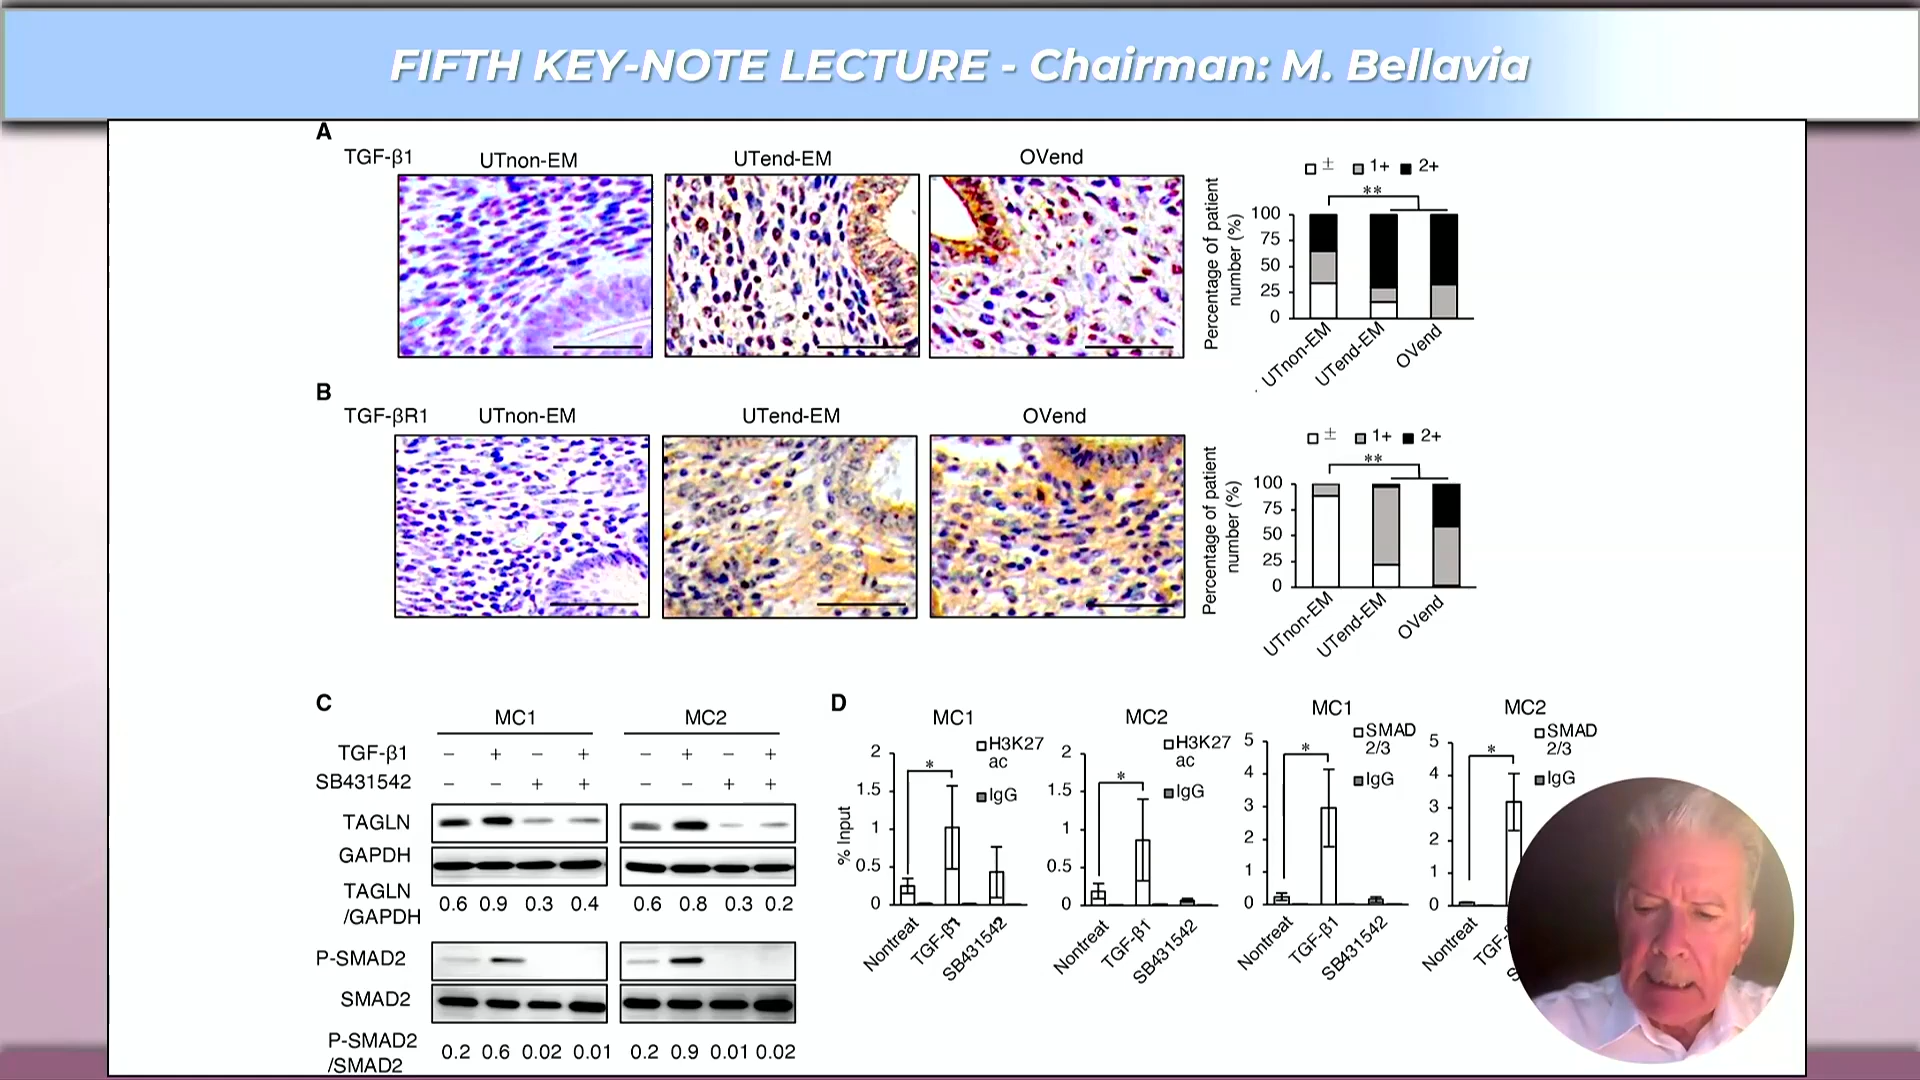 FIFTH KEY-NOTE LECTURE - Chairman: M. Bellavia
A
TGF-β1
UTnon-EM
UTend-EM
OVend
± 1+ 2+
**
Percentage of patient
number (%)
100
75
50
25
0
UTnon-EM
UTend-EM
OVend
B
TGF-βR1
UTnon-EM
UTend-EM
OVend
± 1+ 2+
**
Percentage of patient
number (%)
100
75
50
25
0
UTnon-EM
UTend-EM
OVend
C
MC1
MC2
TGF-β1 – + – + – + – +
SB431542 – – + + – – + +
TAGLN
GAPDH
TAGLN
/GAPDH
0.6 0.9 0.3 0.4 0.6 0.8 0.3 0.2
P-SMAD2
SMAD2
P-SMAD2
/SMAD2
0.2 0.6 0.02 0.01 0.2 0.9 0.01 0.02
D
MC1
H3K27
ac
IgG
*
% Input
2
1.5
1
0.5
0
Nontreat
TGF-β1
SB431542
MC2
H3K27
ac
IgG
*
2
1.5
1
0.5
0
Nontreat
TGF-β1
SB431542
MC1
SMAD
2/3
IgG
*
5
4
3
2
1
0
Nontreat
TGF-β1
SB431542
MC2
SMAD
2/3
IgG
*
5
4
3
2
1
0
Nontreat